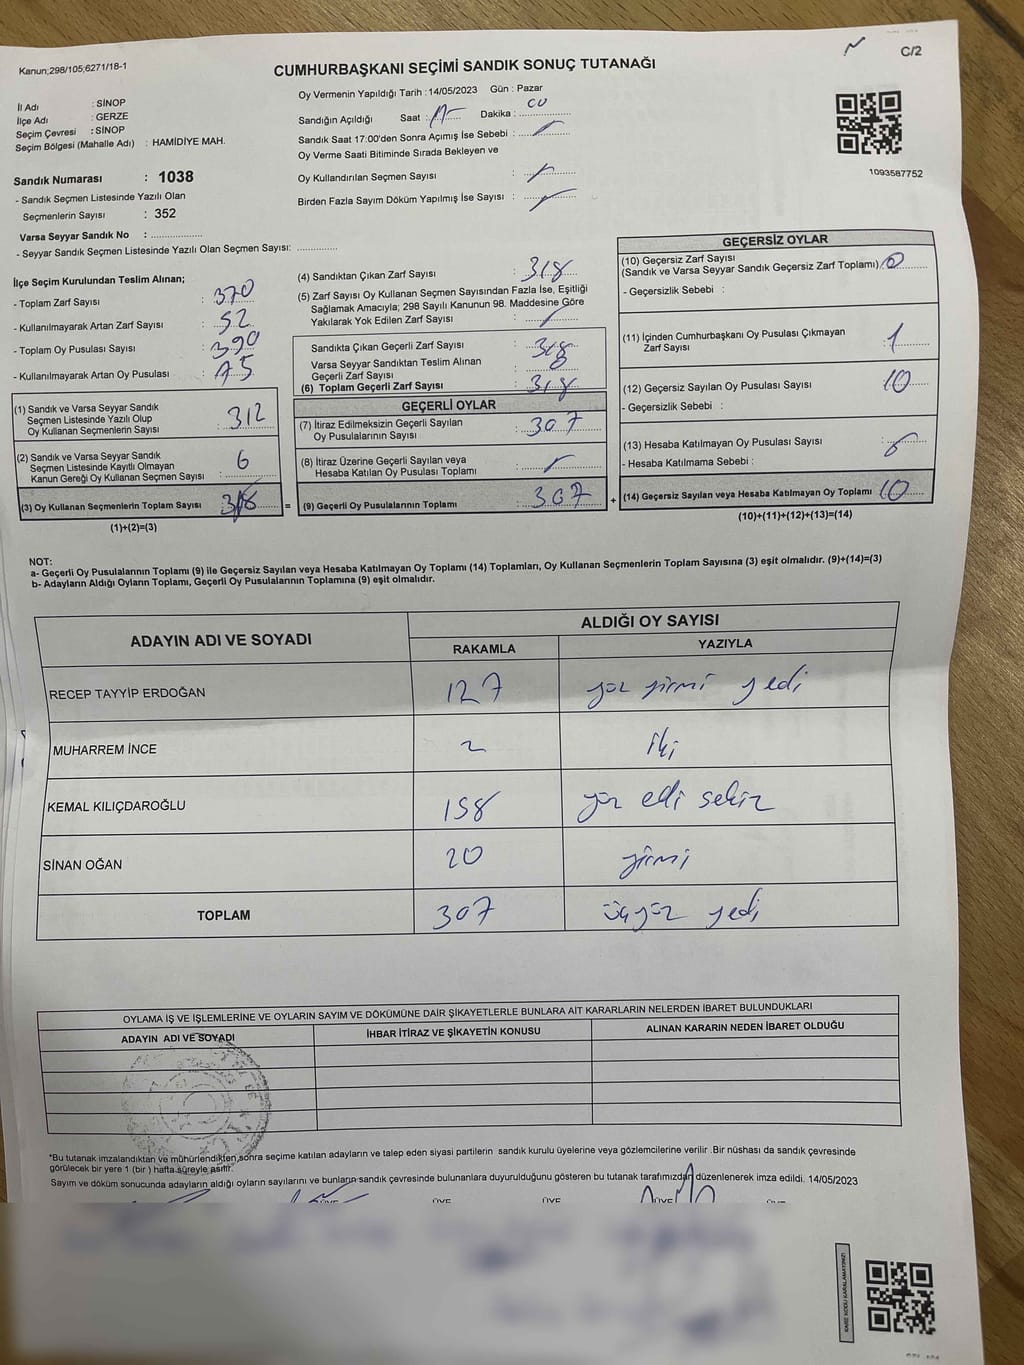 Kanun;298/105;6271/18-1
C/2
CUMHURBAŞKANI SEÇİMİ SANDIK SONUÇ TUTANAĞI
İl Adı : SİNOP
İlçe Adı : GERZE
Seçim Çevresi : SİNOP
Seçim Bölgesi (Mahalle Adı) : HAMİDİYE MAH.
Sandık Numarası : 1038
- Sandık Seçmen Listesinde Yazılı Olan
Seçmenlerin Sayısı : 352
Varsa Seyyar Sandık No : ....................
- Seyyar Sandık Seçmen Listesinde Yazılı Olan Seçmen Sayısı: ...............
Oy Vermenin Yapıldığı Tarih : 14/05/2023 Gün : Pazar
Sandığın Açıldığı Saat : Dakika :
Sandık Saat 17:00'den Sonra Açımış İse Sebebi :
Oy Verme Saati Bitiminde Sırada Bekleyen ve
Oy Kullandırılan Seçmen Sayısı :
Birden Fazla Sayım Döküm Yapılmış İse Sayısı :
1093587752
İlçe Seçim Kurulundan Teslim Alınan;
- Toplam Zarf Sayısı : 370
- Kullanılmayarak Artan Zarf Sayısı : 52
- Toplam Oy Pusulası Sayısı : 390
- Kullanılmayarak Artan Oy Pusulası :
(1) Sandık ve Varsa Seyyar Sandık
Seçmen Listesinde Yazılı Olup
Oy Kullanan Seçmenlerin Sayısı : 312
(2) Sandık ve Varsa Seyyar Sandık
Seçmen Listesinde Kayıtlı Olmayan
Kanun Gereği Oy Kullanan Seçmen Sayısı : 6
(3) Oy Kullanan Seçmenlerin Toplam Sayısı : 318 =
(1)+(2)=(3)
(4) Sandıktan Çıkan Zarf Sayısı : 318
(5) Zarf Sayısı Oy Kullanan Seçmen Sayısından Fazla İse, Eşitliği
Sağlamak Amacıyla; 298 Sayılı Kanunun 98. Maddesine Göre
Yakılarak Yok Edilen Zarf Sayısı :
Sandıkta Çıkan Geçerli Zarf Sayısı : 318
Varsa Seyyar Sandıktan Teslim Alınan
Geçerli Zarf Sayısı :
(6) Toplam Geçerli Zarf Sayısı : 318
GEÇERLİ OYLAR
(7) İtiraz Edilmeksizin Geçerli Sayılan
Oy Pusulalarının Sayısı : 307
(8) İtiraz Üzerine Geçerli Sayılan veya
Hesaba Katılan Oy Pusulası Toplamı :
(9) Geçerli Oy Pusulalarının Toplamı : 307 +
GEÇERSİZ OYLAR
(10) Geçersiz Zarf Sayısı
(Sandık ve Varsa Seyyar Sandık Geçersiz Zarf Toplamı) : 0
- Geçersizlik Sebebi :
(11) İçinden Cumhurbaşkanı Oy Pusulası Çıkmayan
Zarf Sayısı : 1
(12) Geçersiz Sayılan Oy Pusulası Sayısı : 10
- Geçersizlik Sebebi :
(13) Hesaba Katılmayan Oy Pusulası Sayısı :
- Hesaba Katılmama Sebebi :
(14) Geçersiz Sayılan veya Hesaba Katılmayan Oy Toplamı : 10
(10)+(11)+(12)+(13)=(14)
NOT:
a- Geçerli Oy Pusulalarının Toplamı (9) ile Geçersiz Sayılan veya Hesaba Katılmayan Oy Toplamı (14) Toplamları, Oy Kullanan Seçmenlerin Toplam Sayısına (3) eşit olmalıdır. (9)+(14)=(3)
b- Adayların Aldığı Oyların Toplamı, Geçerli Oy Pusulalarının Toplamına (9) eşit olmalıdır.
ADAYIN ADI VE SOYADI
ALDIĞI OY SAYISI
RAKAMLA YAZIYLA
RECEP TAYYİP ERDOĞAN 127 yüz yirmi yedi
MUHARREM İNCE 2 iki
KEMAL KILIÇDAROĞLU 158 yüz elli sekiz
SİNAN OĞAN 20 yirmi
TOPLAM 307 üçyüz yedi
OYLAMA İŞ VE İŞLEMLERİNE VE OYLARIN SAYIM VE DÖKÜMÜNE DAİR ŞİKAYETLERLE BUNLARA AİT KARARLARIN NELERDEN İBARET BULUNDUKLARI
ADAYIN ADI VE SOYADI İHBAR İTİRAZ VE ŞİKAYETİN KONUSU ALINAN KARARIN NEDEN İBARET OLDUĞU
*Bu tutanak imzalandıktan ve mühürlendikten sonra seçime katılan adayların ve talep eden siyasi partilerin sandık kurulu üyelerine veya gözlemcilerine verilir .Bir nüshası da sandık çevresinde
görülecek bir yere 1 (bir ) hafta süreyle asılır.
Sayım ve döküm sonucunda adayların aldığı oyların sayılarını ve bunların sandık çevresinde bulunanlara duyurulduğunu gösteren bu tutanak tarafımızdan düzenlenerek imza edildi. 14/05/2023
ÜYE ÜYE ÜYE
KARE KODU KARALAMAYINIZ!